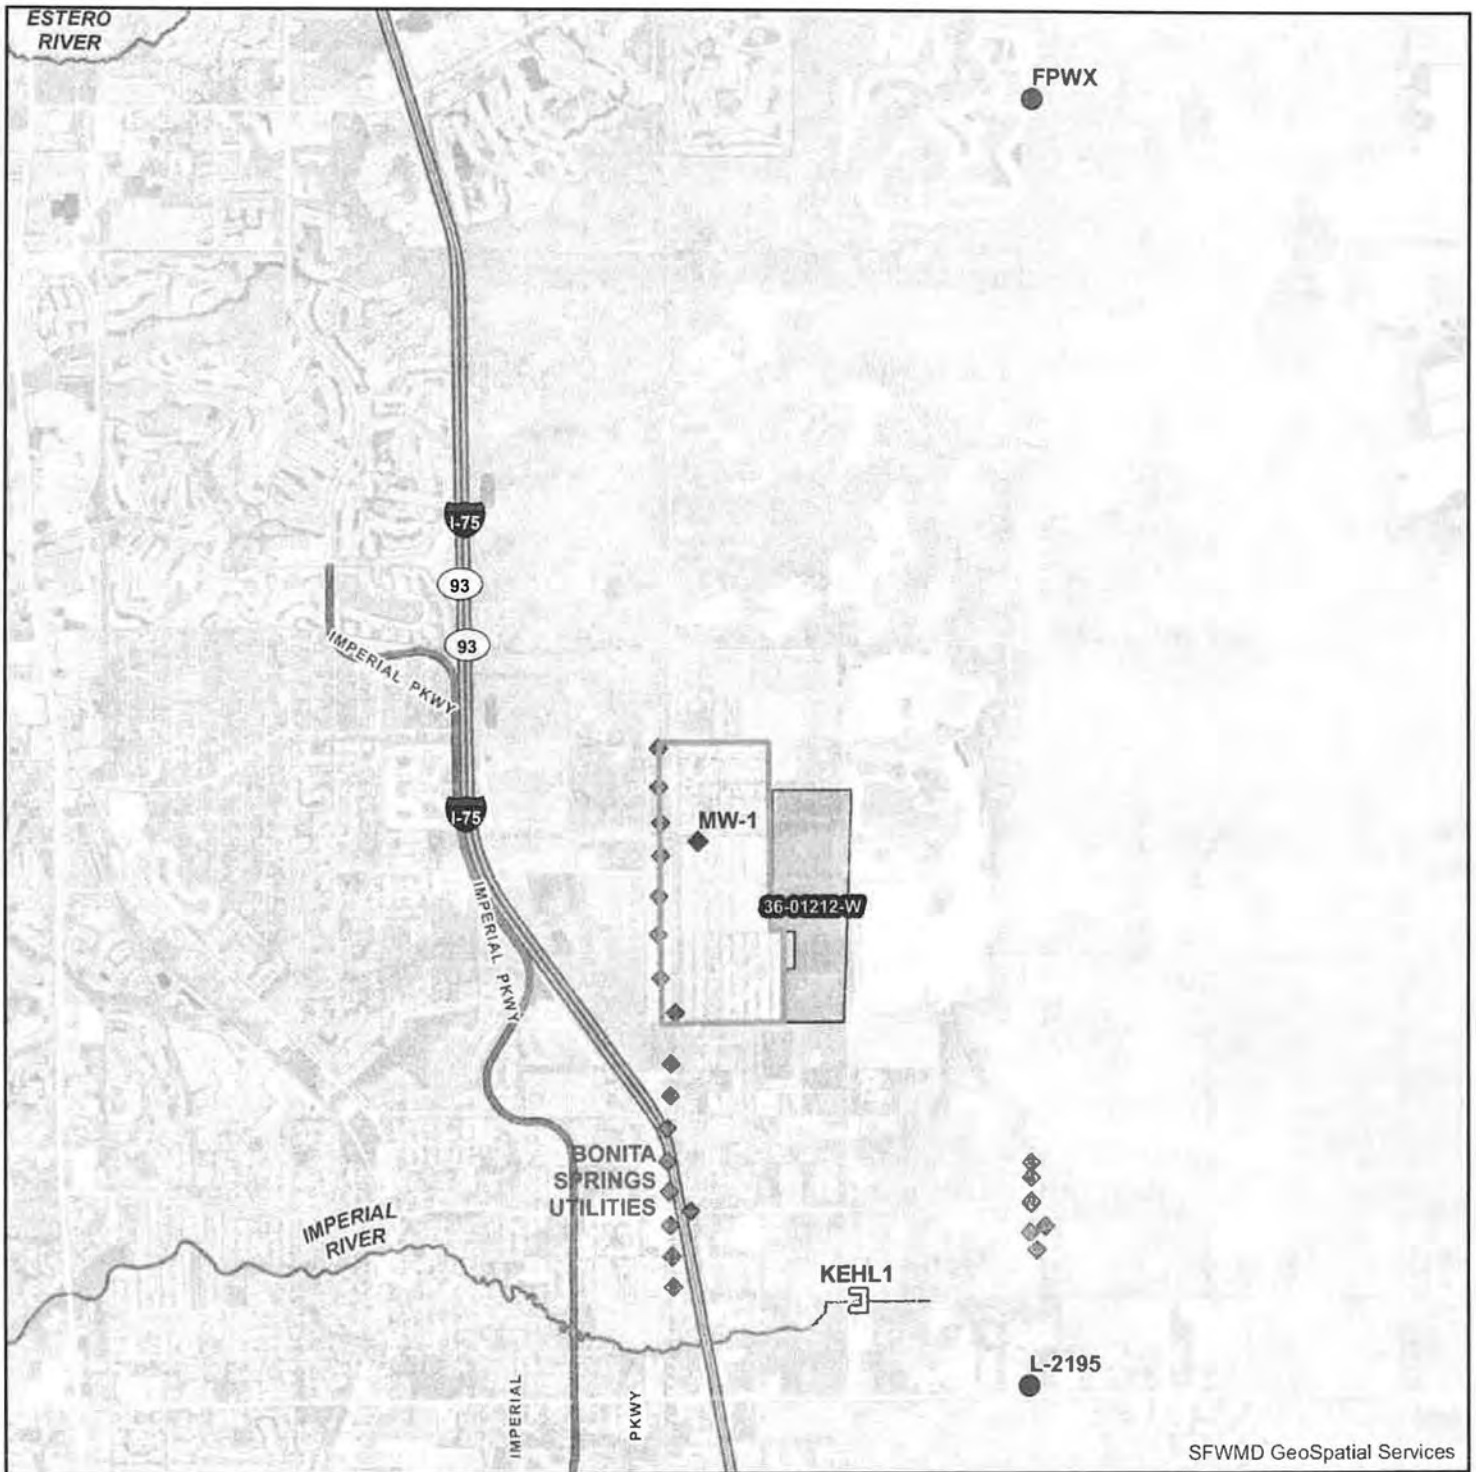 ESTERO
RIVER
FPWX
I-75
93
93
IMPERIAL PKWY
I-75
MW-1
36-01212-W
IMPERIAL PKWY
BONITA
SPRINGS
UTILITIES
IMPERIAL
RIVER
KEHL1
L-2195
IMPERIAL
PKWY
SFWMD GeoSpatial Services